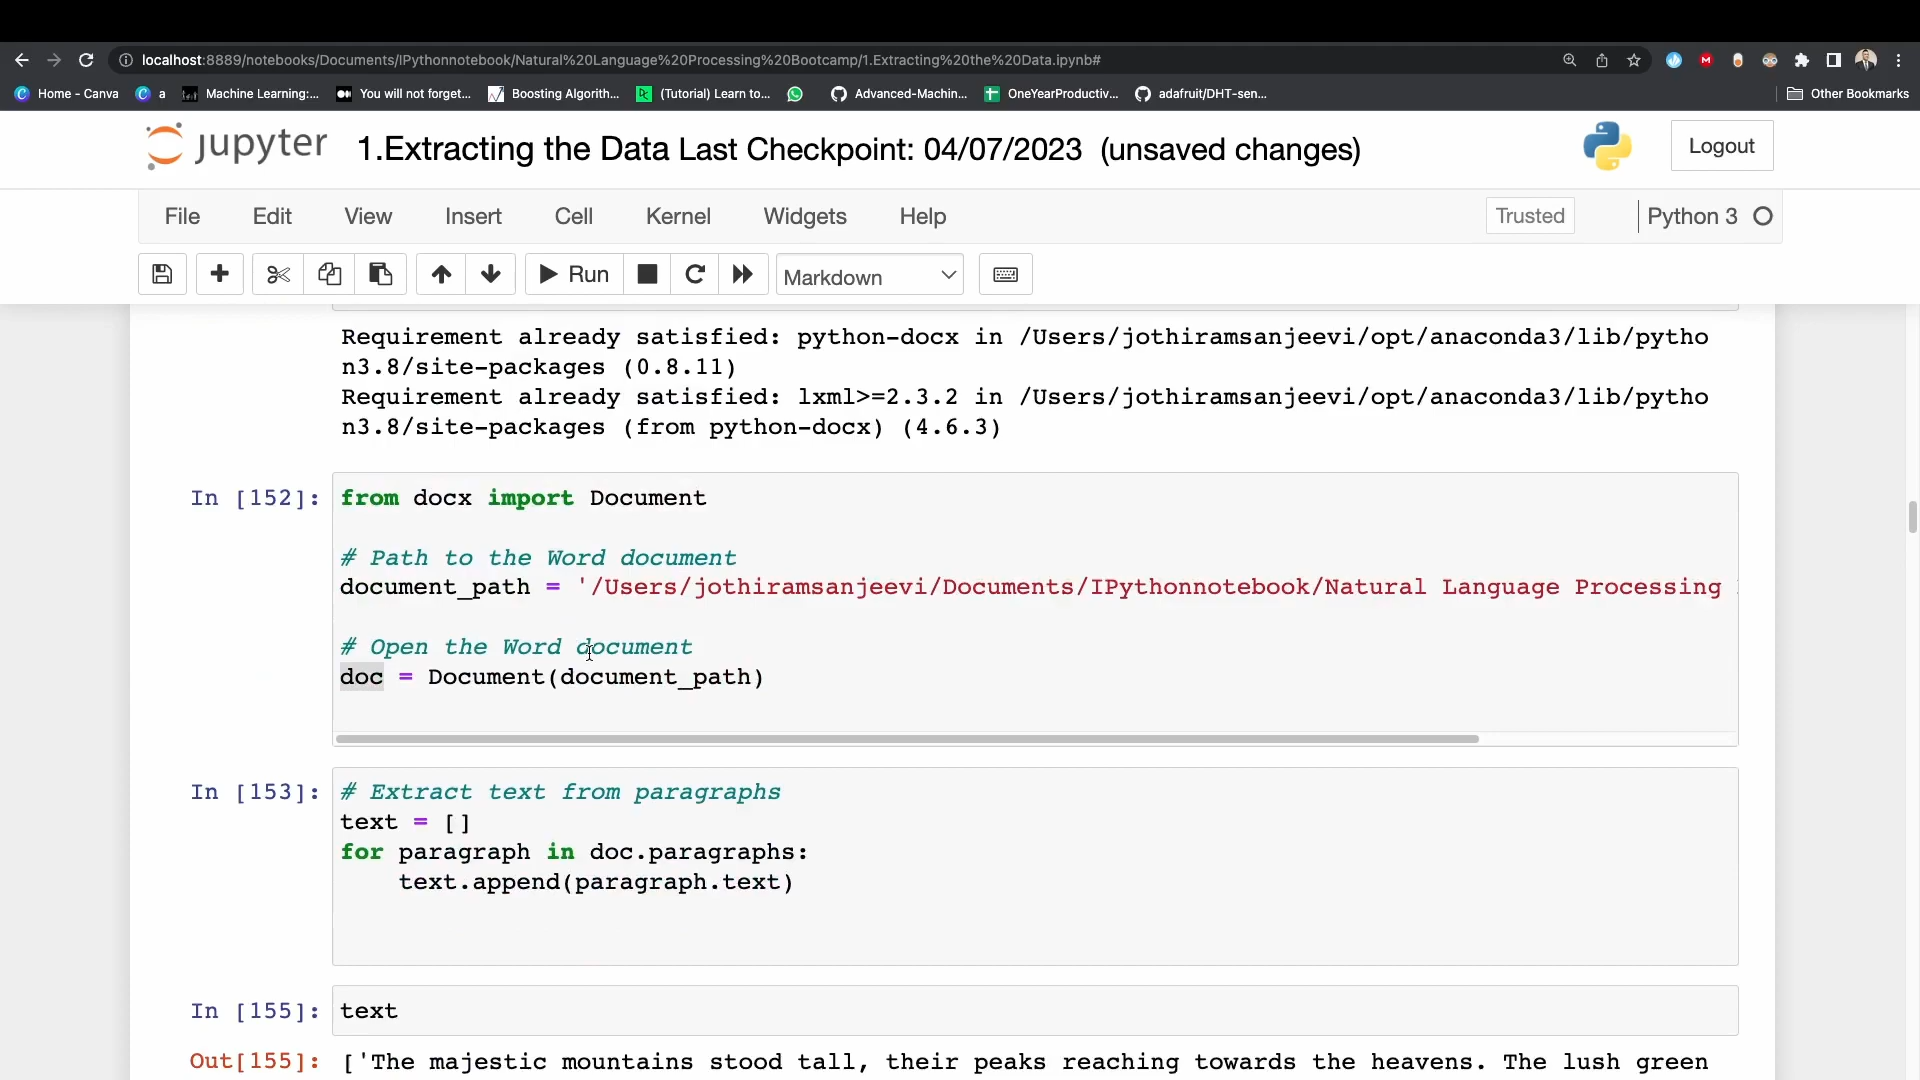 localhost:8889/notebooks/Documents/IPythonnotebook/Natural%20Language%20Processing%20Bootcamp/1.Extracting%20the%20Data.ipynb#
Home - Canva a Machine Learning:... You will not forget... Boosting Algorith... (Tutorial) Learn to... Advanced-Machin... OneYearProductiv... adafruit/DHT-sen... Other Bookmarks
jupyter 1.Extracting the Data Last Checkpoint: 04/07/2023 (unsaved changes) Logout
File Edit View Insert Cell Kernel Widgets Help Trusted Python 3
Run Markdown
Requirement already satisfied: python-docx in /Users/jothiramsanjeevi/opt/anaconda3/lib/pytho
n3.8/site-packages (0.8.11)
Requirement already satisfied: lxml>=2.3.2 in /Users/jothiramsanjeevi/opt/anaconda3/lib/pytho
n3.8/site-packages (from python-docx) (4.6.3)
In [152]: from docx import Document
# Path to the Word document
document_path = '/Users/jothiramsanjeevi/Documents/IPythonnotebook/Natural Language Processing
# Open the Word document
doc = Document(document_path)
In [153]: # Extract text from paragraphs
text = []
for paragraph in doc.paragraphs:
    text.append(paragraph.text)
In [155]: text
Out[155]: ['The majestic mountains stood tall, their peaks reaching towards the heavens. The lush green